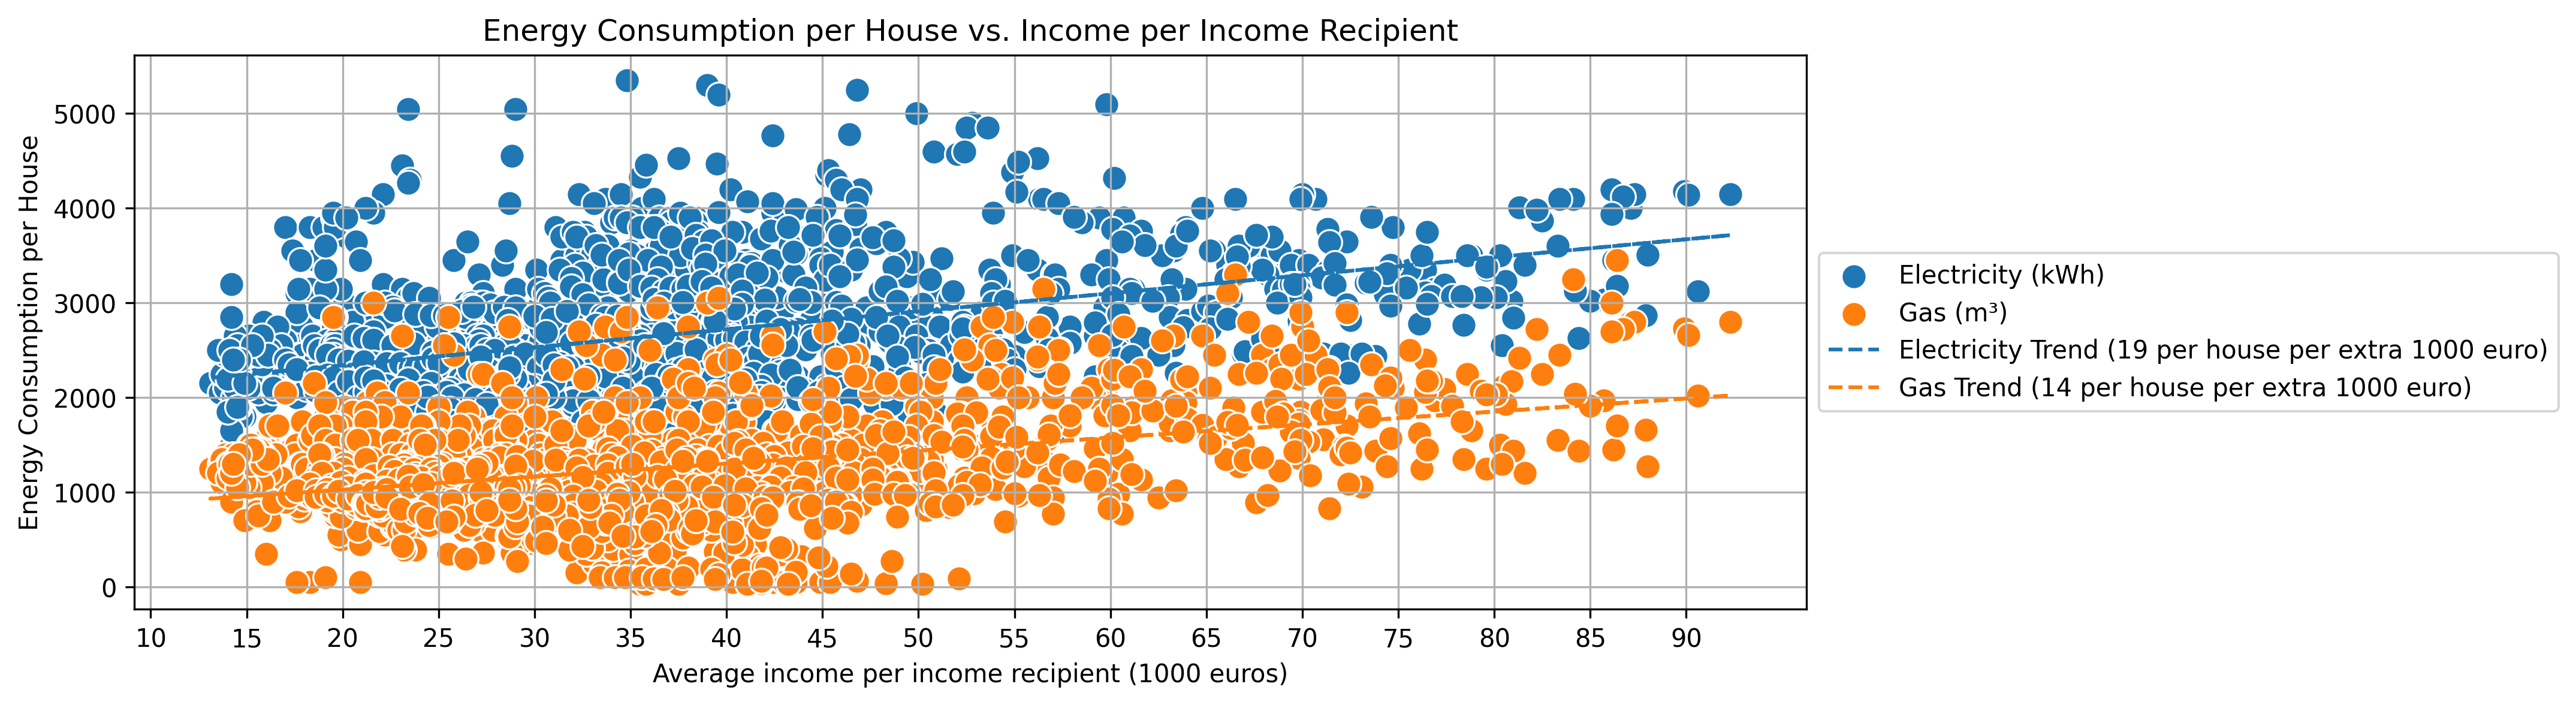 Energy Consumption per House vs. Income per Income Recipient
Energy Consumption per House
5000
4000
3000
2000
1000
0
10 15 20 25 30 35 40 45 50 55 60 65 70 75 80 85 90
Average income per income recipient (1000 euros)
Electricity (kWh)
Gas (m³)
Electricity Trend (19 per house per extra 1000 euro)
Gas Trend (14 per house per extra 1000 euro)